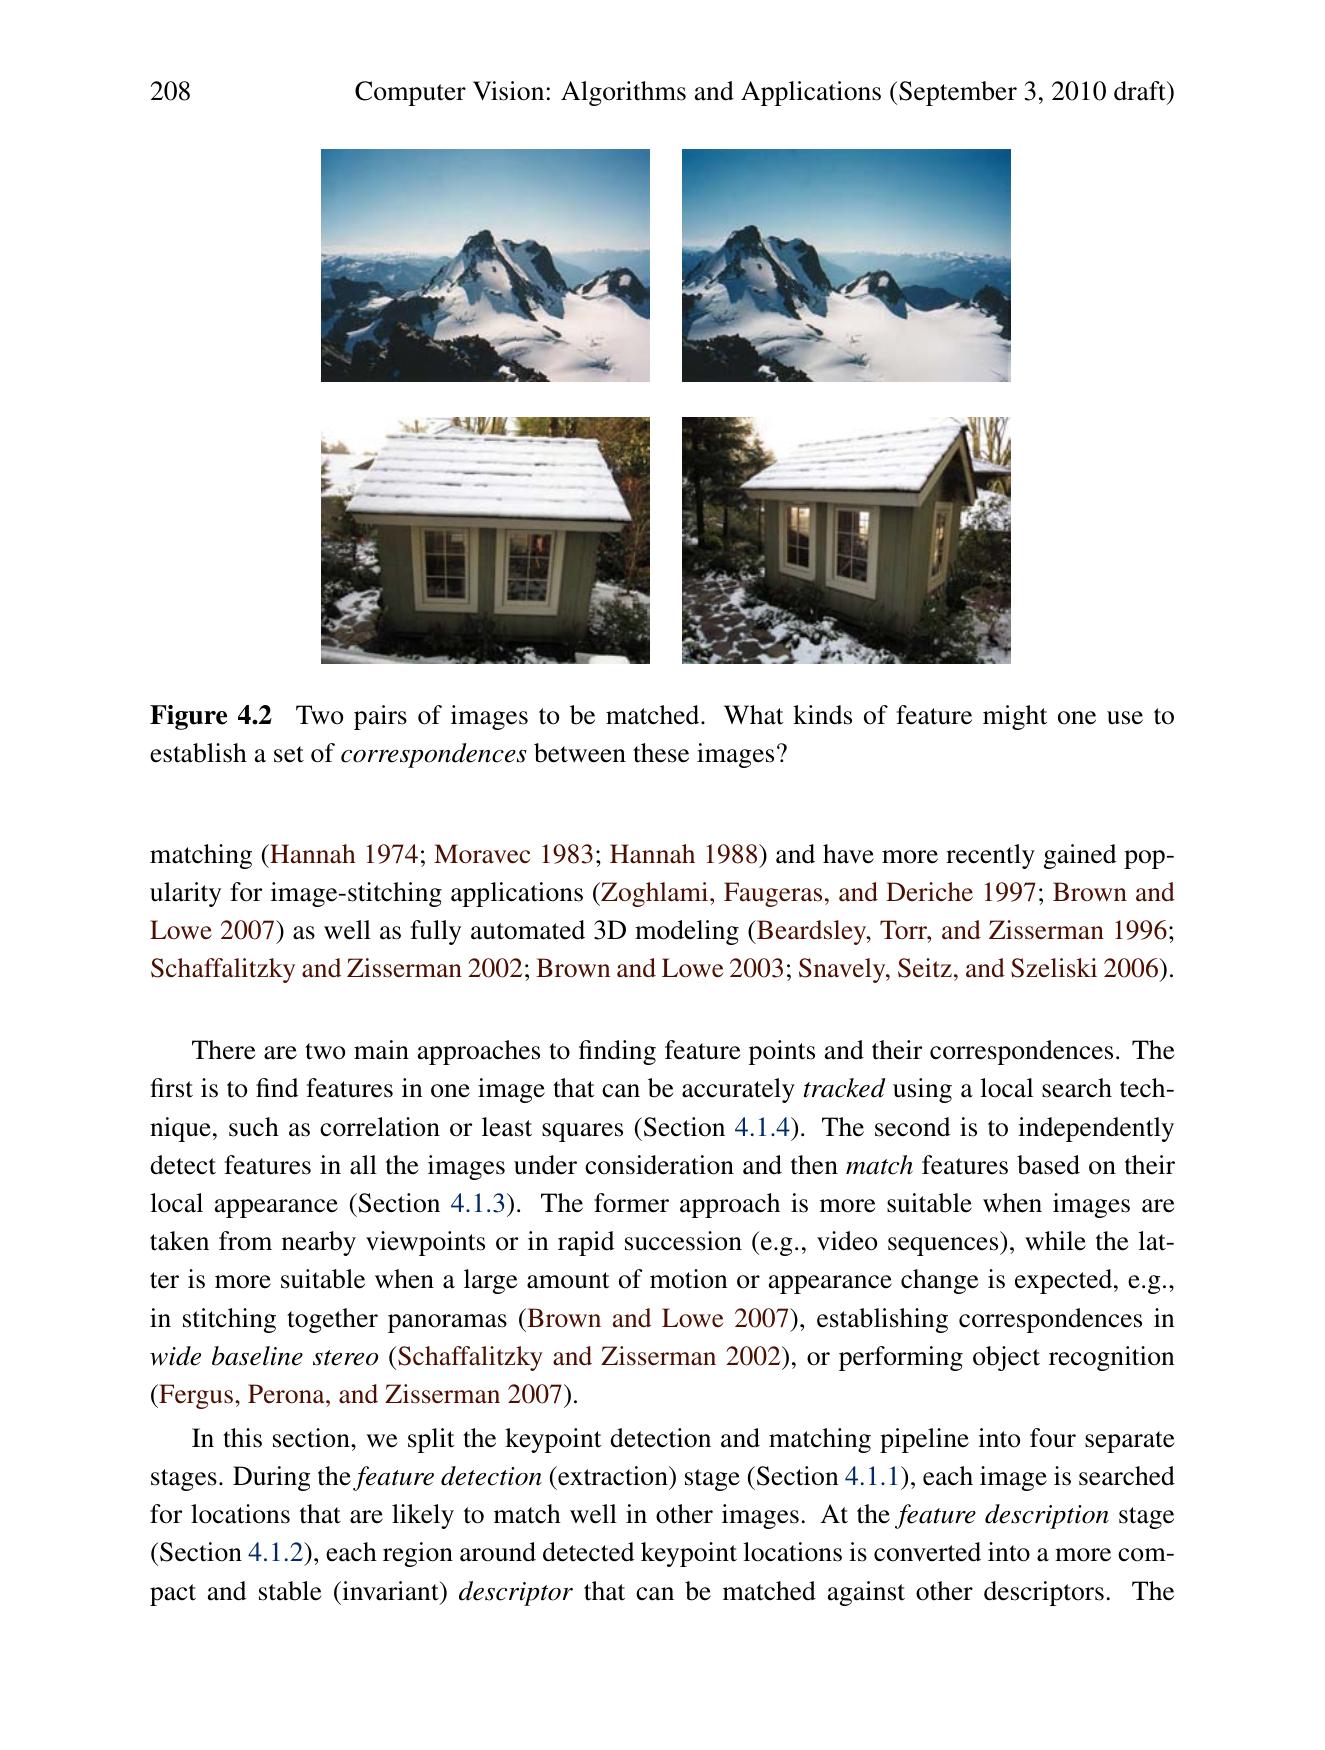 208 Computer Vision: Algorithms and Applications (September 3, 2010 draft)
Figure 4.2 Two pairs of images to be matched. What kinds of feature might one use to
establish a set of correspondences between these images?
matching (Hannah 1974; Moravec 1983; Hannah 1988) and have more recently gained pop-
ularity for image-stitching applications (Zoghlami, Faugeras, and Deriche 1997; Brown and
Lowe 2007) as well as fully automated 3D modeling (Beardsley, Torr, and Zisserman 1996;
Schaffalitzky and Zisserman 2002; Brown and Lowe 2003; Snavely, Seitz, and Szeliski 2006).
There are two main approaches to finding feature points and their correspondences. The
first is to find features in one image that can be accurately tracked using a local search tech-
nique, such as correlation or least squares (Section 4.1.4). The second is to independently
detect features in all the images under consideration and then match features based on their
local appearance (Section 4.1.3). The former approach is more suitable when images are
taken from nearby viewpoints or in rapid succession (e.g., video sequences), while the lat-
ter is more suitable when a large amount of motion or appearance change is expected, e.g.,
in stitching together panoramas (Brown and Lowe 2007), establishing correspondences in
wide baseline stereo (Schaffalitzky and Zisserman 2002), or performing object recognition
(Fergus, Perona, and Zisserman 2007).
In this section, we split the keypoint detection and matching pipeline into four separate
stages. During the feature detection (extraction) stage (Section 4.1.1), each image is searched
for locations that are likely to match well in other images. At the feature description stage
(Section 4.1.2), each region around detected keypoint locations is converted into a more com-
pact and stable (invariant) descriptor that can be matched against other descriptors. The